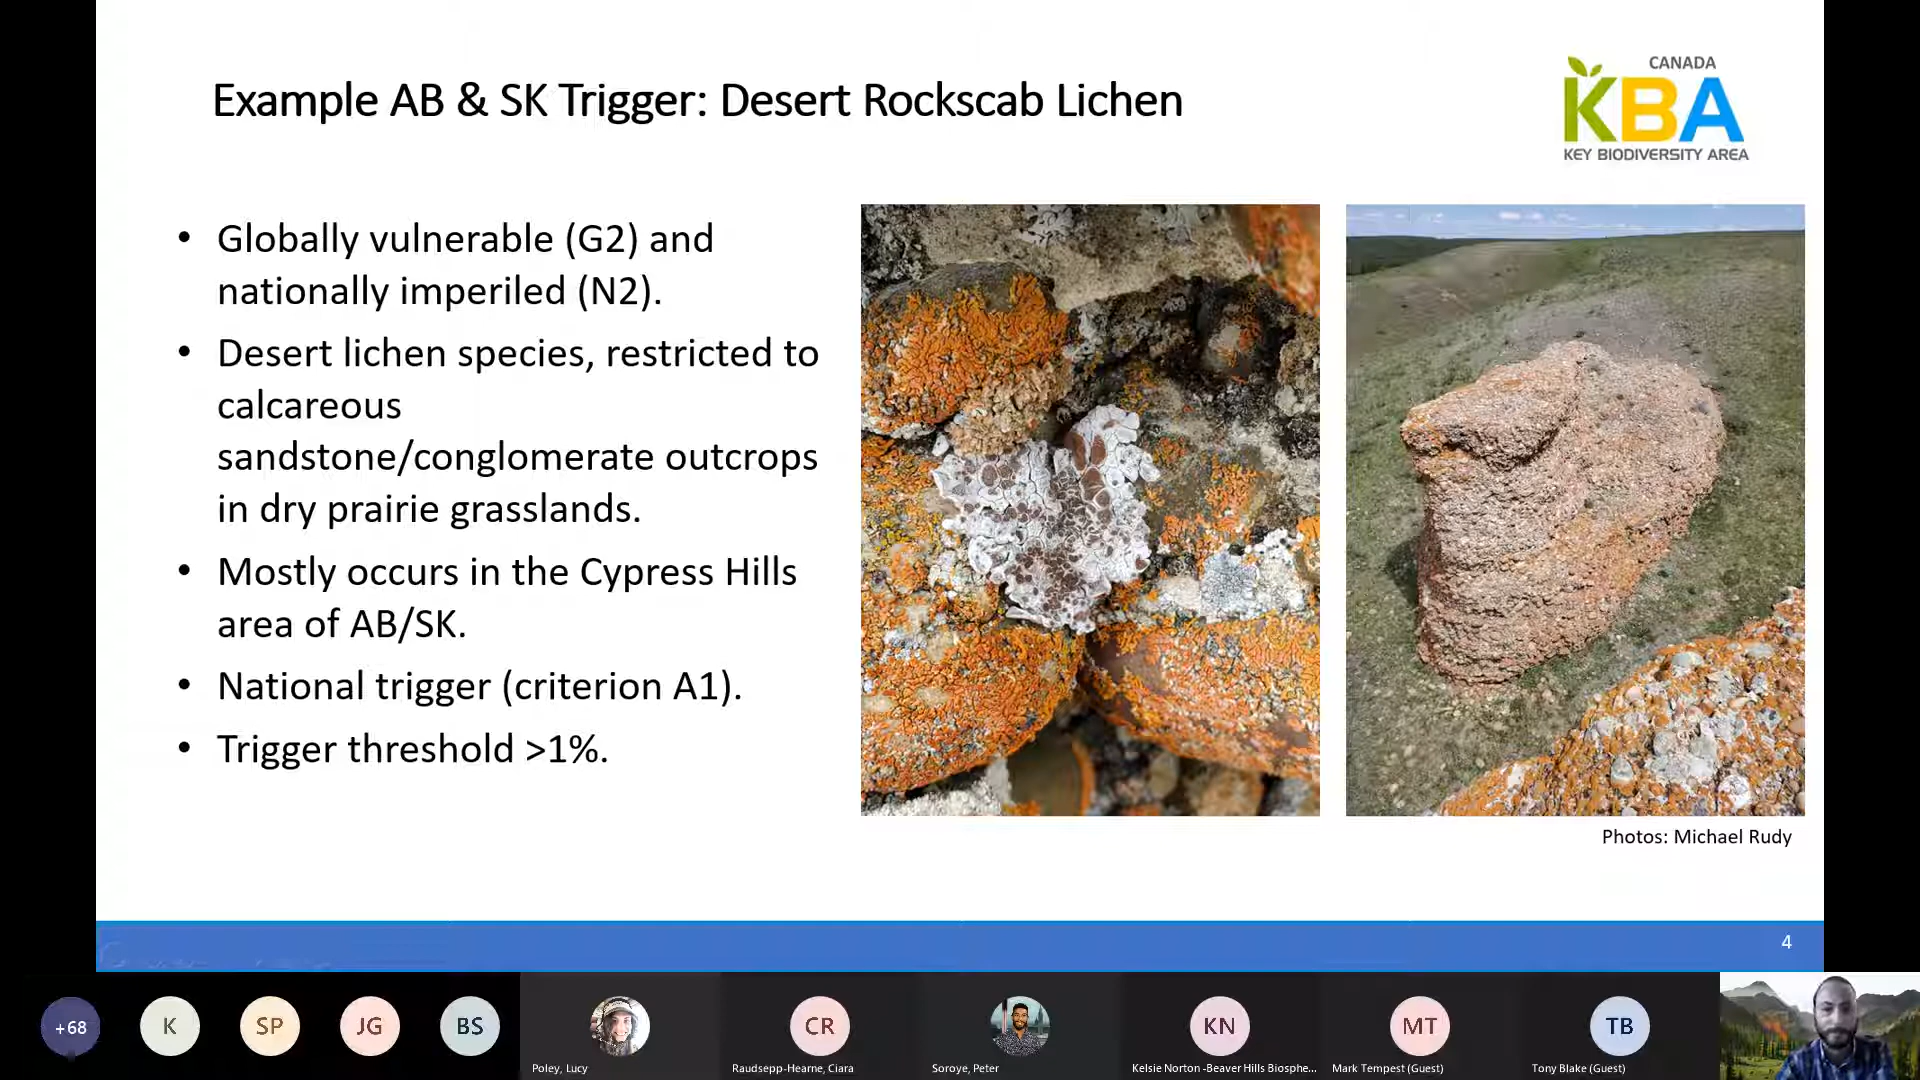 Example AB & SK Trigger: Desert Rockscab Lichen
CANADA
KBA
KEY BIODIVERSITY AREA
• Globally vulnerable (G2) and
nationally imperiled (N2).
• Desert lichen species, restricted to
calcareous
sandstone/conglomerate outcrops
in dry prairie grasslands.
• Mostly occurs in the Cypress Hills
area of AB/SK.
• National trigger (criterion A1).
• Trigger threshold >1%.
Photos: Michael Rudy
4
+68
K
SP
JG
BS
CR
KN
MT
TB
Poley, Lucy
Raudsepp-Hearne, Ciara
Soroye, Peter
Kelsie Norton -Beaver Hills Biosphe...
Mark Tempest (Guest)
Tony Blake (Guest)